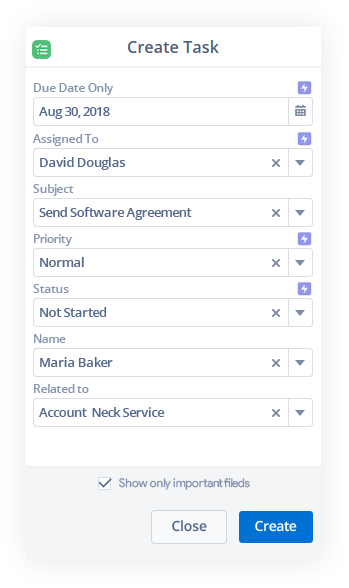 Create Task
Due Date Only
Aug 30, 2018
Assigned To
David Douglas
Subject
Send Software Agreement
Priority
Normal
Status
Not Started
Name
Maria Baker
Related to
Account Neck Service
Show only important fileds
Close Create